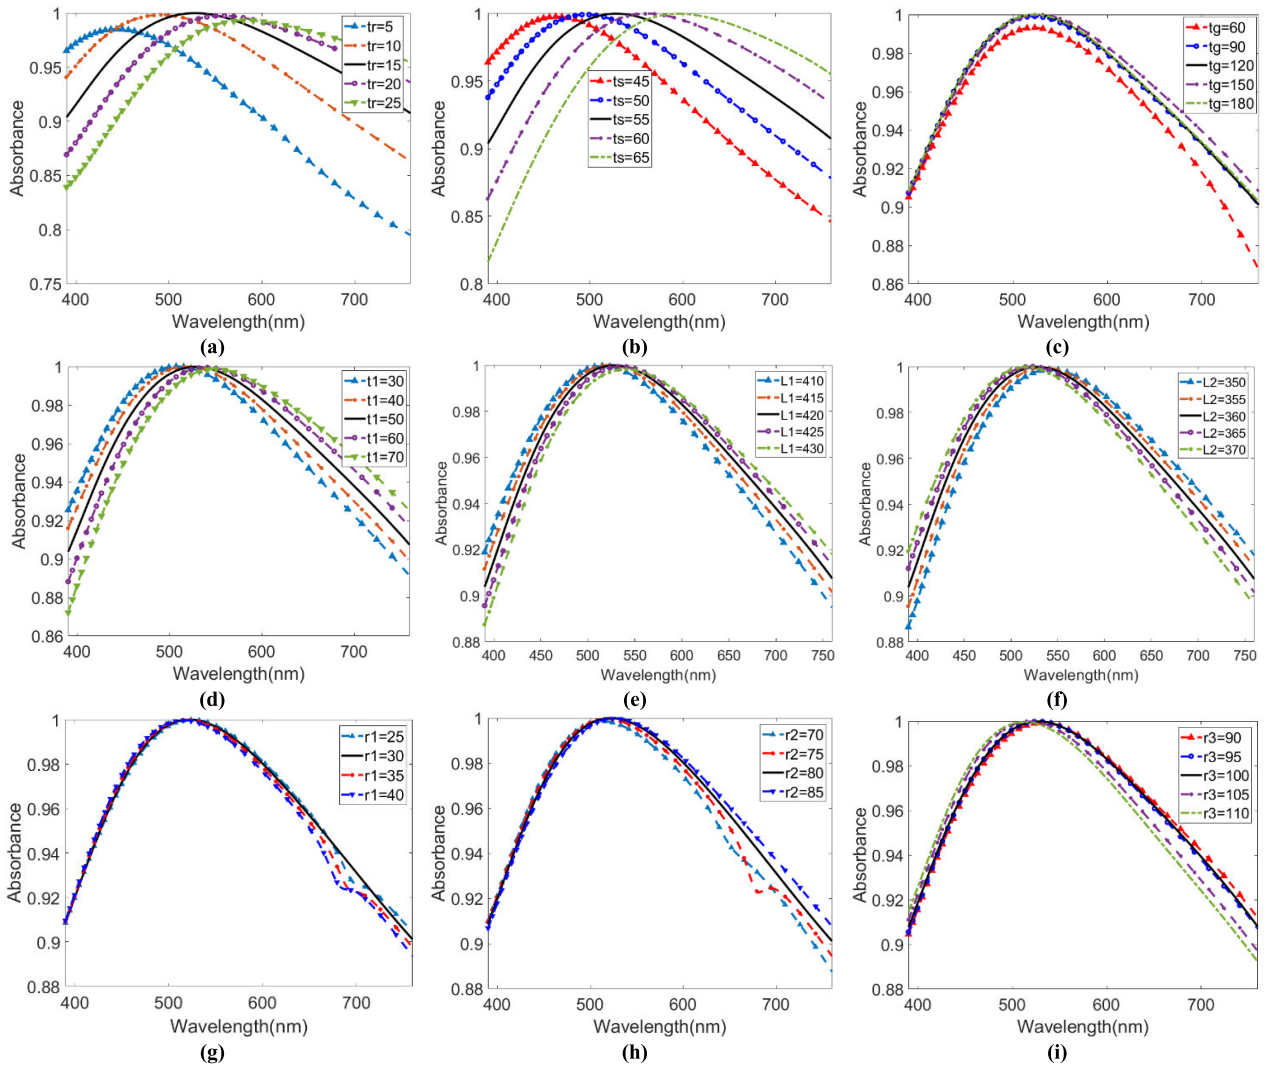 1
0.95
0.9
0.85
0.8
0.75
Absorbance
400
500
600
700
Wavelength(nm)
tr=5
tr=10
tr=15
tr=20
tr=25
(a)
1
0.95
0.9
0.85
0.8
Absorbance
400
500
600
700
Wavelength(nm)
ts=45
ts=50
ts=55
ts=60
ts=65
(b)
1
0.98
0.96
0.94
0.92
0.9
0.88
0.86
Absorbance
400
500
600
700
Wavelength(nm)
tg=60
tg=90
tg=120
tg=150
tg=180
(c)
1
0.98
0.96
0.94
0.92
0.9
0.88
0.86
Absorbance
400
500
600
700
Wavelength(nm)
t1=30
t1=40
t1=50
t1=60
t1=70
(d)
1
0.98
0.96
0.94
0.92
0.9
0.88
Absorbance
400
450
500
550
600
650
700
750
Wavelength(nm)
L1=410
L1=415
L1=420
L1=425
L1=430
(e)
1
0.98
0.96
0.94
0.92
0.9
0.88
Absorbance
400
450
500
550
600
650
700
750
Wavelength(nm)
L2=350
L2=355
L2=360
L2=365
L2=370
(f)
1
0.98
0.96
0.94
0.92
0.9
0.88
Absorbance
400
500
600
700
Wavelength(nm)
r1=25
r1=30
r1=35
r1=40
(g)
1
0.98
0.96
0.94
0.92
0.9
0.88
Absorbance
400
500
600
700
Wavelength(nm)
r2=70
r2=75
r2=80
r2=85
(h)
1
0.98
0.96
0.94
0.92
0.9
0.88
Absorbance
400
500
600
700
Wavelength(nm)
r3=90
r3=95
r3=100
r3=105
r3=110
(i)